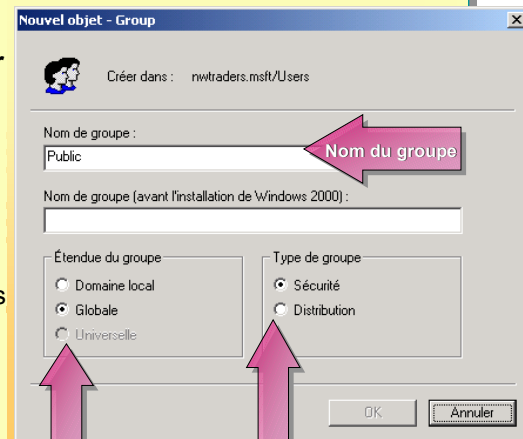 Nouvel objet - Group
Créer dans : nwtraders.msft/Users
Nom de groupe :
Public
Nom du groupe
Nom de groupe (avant l'installation de Windows 2000) :
Étendue du groupe
Domaine local
Globale
Universelle
Type de groupe
Sécurité
Distribution
OK
Annuler